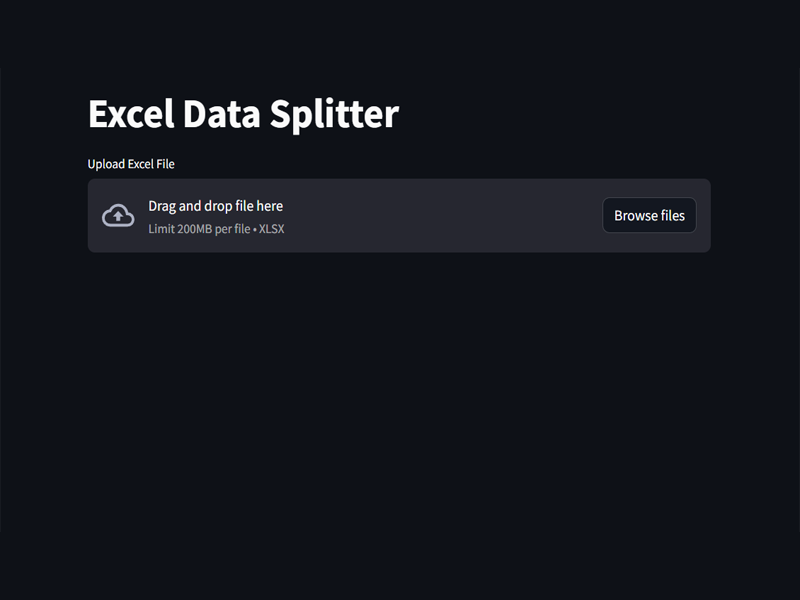 Excel Data Splitter
Upload Excel File
Drag and drop file here
Limit 200MB per file • XLSX
Browse files